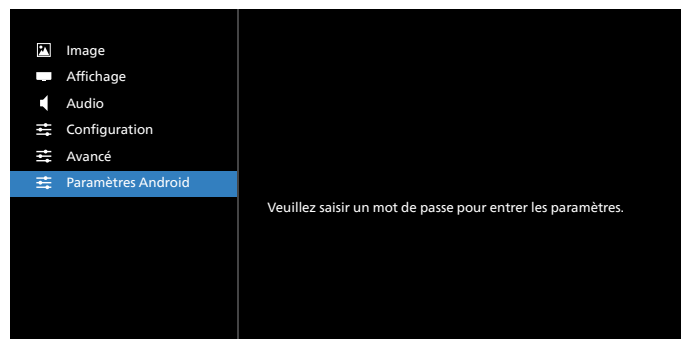 Image
Affichage
Audio
Configuration
Avancé
Paramètres Android
Veuillez saisir un mot de passe pour entrer les paramètres.